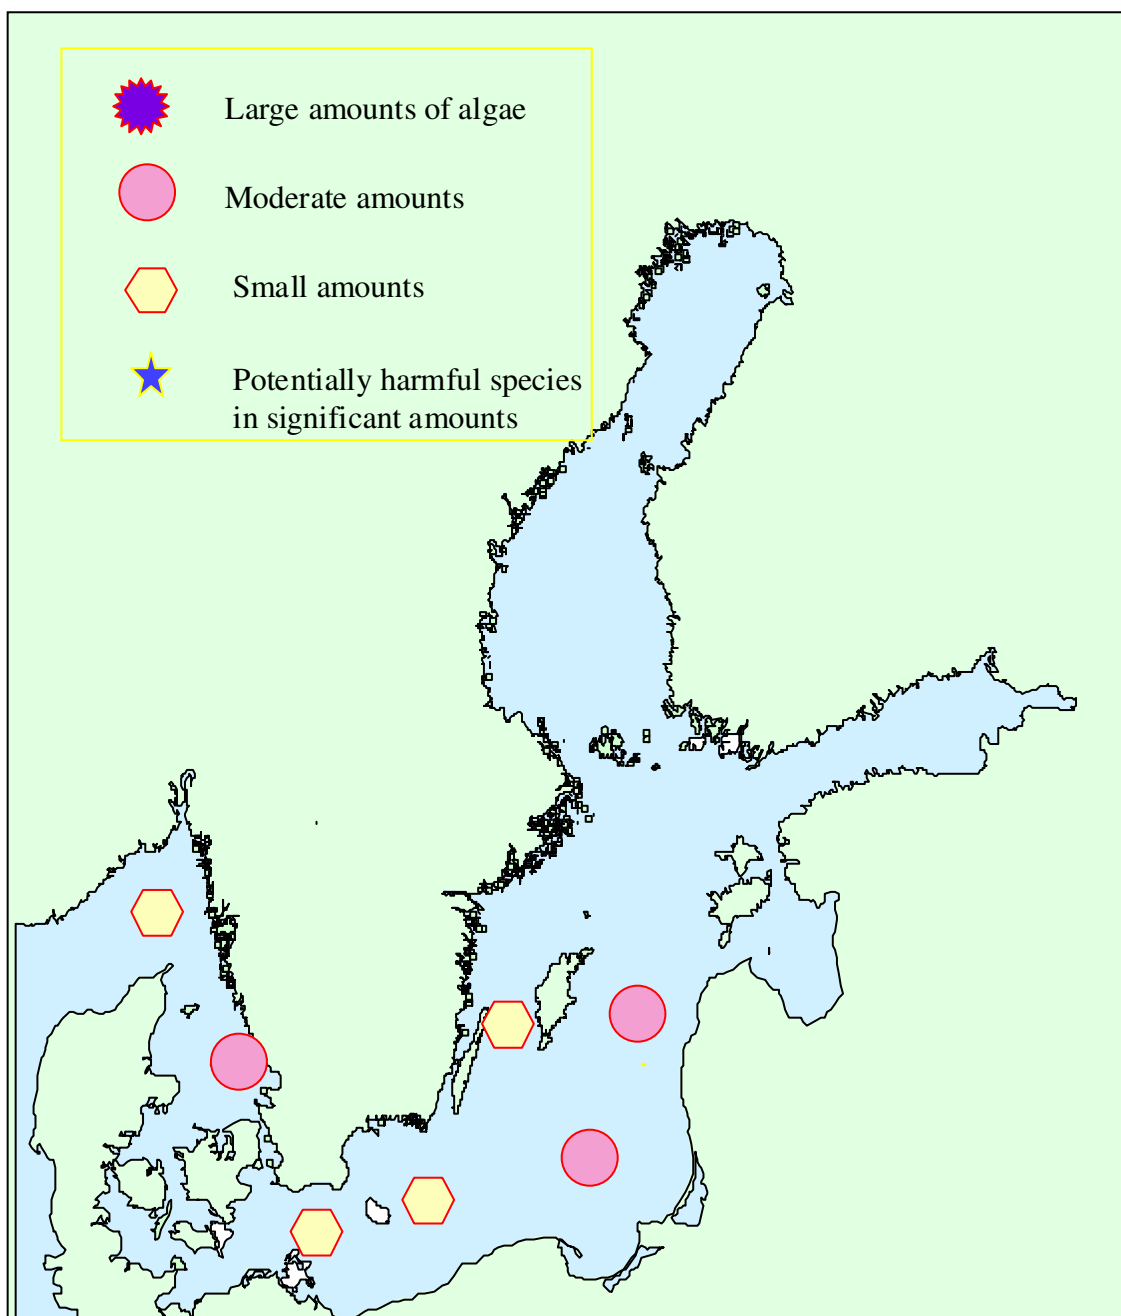 Large amounts of algae
Moderate amounts
Small amounts
Potentially harmful species
in significant amounts